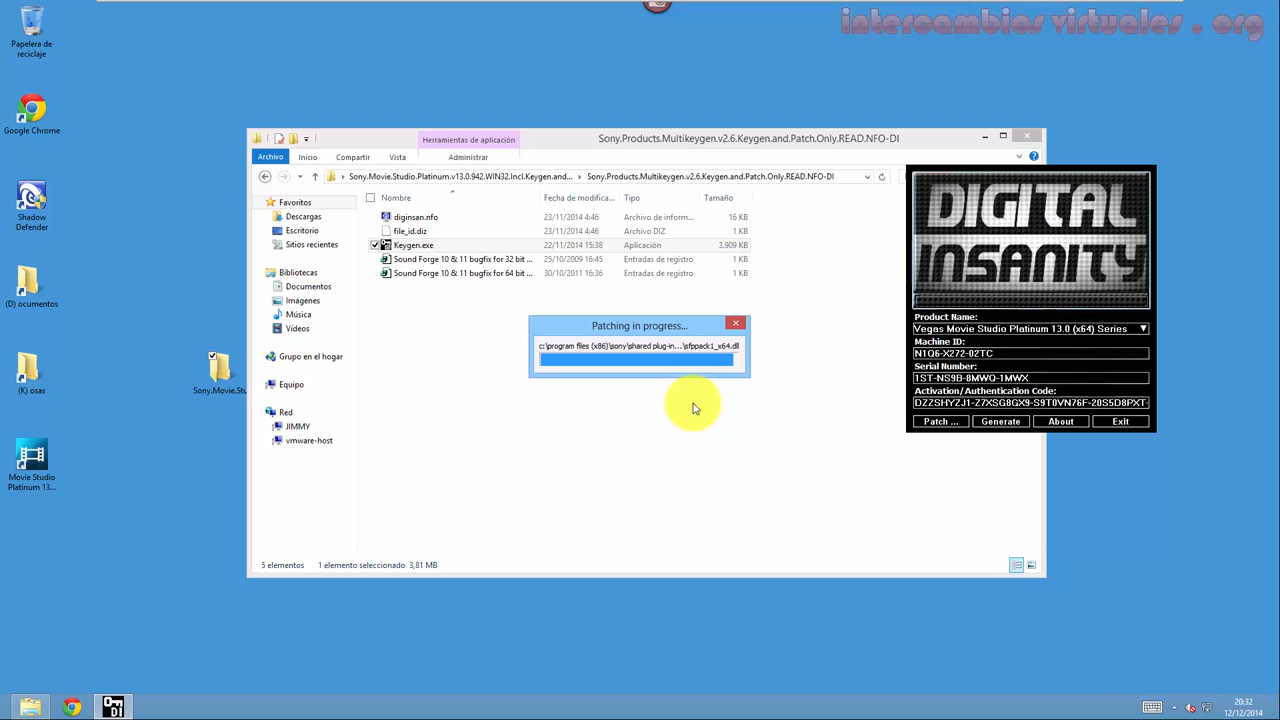 intercambios virtuales . org
Papelera de
reciclaje
Google Chrome
Shadow
Defender
(D) ocumentos
(K) osas
Movie Studio
Platinum 13...
Sony.Movie.Stu
Herramientas de aplicación
Sony.Products.Multikeygen.v2.6.Keygen.and.Patch.Only.READ.NFO-DI
Archivo Inicio Compartir Vista Administrar
Sony.Movie.Studio.Platinum.v13.0.942.WIN32.Incl.Keygen.and... Sony.Products.Multikeygen.v2.6.Keygen.and.Patch.Only.READ.NFO-DI
Favoritos
Descargas
Escritorio
Sitios recientes
Bibliotecas
Documentos
Imágenes
Música
Vídeos
Grupo en el hogar
Equipo
Red
JIMMY
vmware-host
Nombre Fecha de modifica... Tipo Tamaño
diginsan.nfo 23/11/2014 4:46 Archivo de inform... 16 KB
file_id.diz 23/11/2014 4:46 Archivo DIZ 1 KB
Keygen.exe 22/11/2014 15:38 Aplicación 3.909 KB
Sound Forge 10 & 11 bugfix for 32 bit ... 25/10/2009 16:45 Entradas de registro 1 KB
Sound Forge 10 & 11 bugfix for 64 bit ... 30/10/2011 16:36 Entradas de registro 1 KB
Patching in progress...
c:\program files (x86)\sony\shared plug-in...\sfppack1_x64.dll
5 elementos 1 elemento seleccionado 3,81 MB
DIGITAL
INSANITY
Product Name:
Vegas Movie Studio Platinum 13.0 (x64) Series
Machine ID:
N1Q6-X272-02TC
Serial Number:
1ST-NS9B-8MWQ-1MWX
Activation/Authentication Code:
DZZSHYZJ1-Z7XSG8GX9-S9T0VN76F-20S5D8PXT-
Patch ... Generate About Exit
DI
20:32
12/12/2014